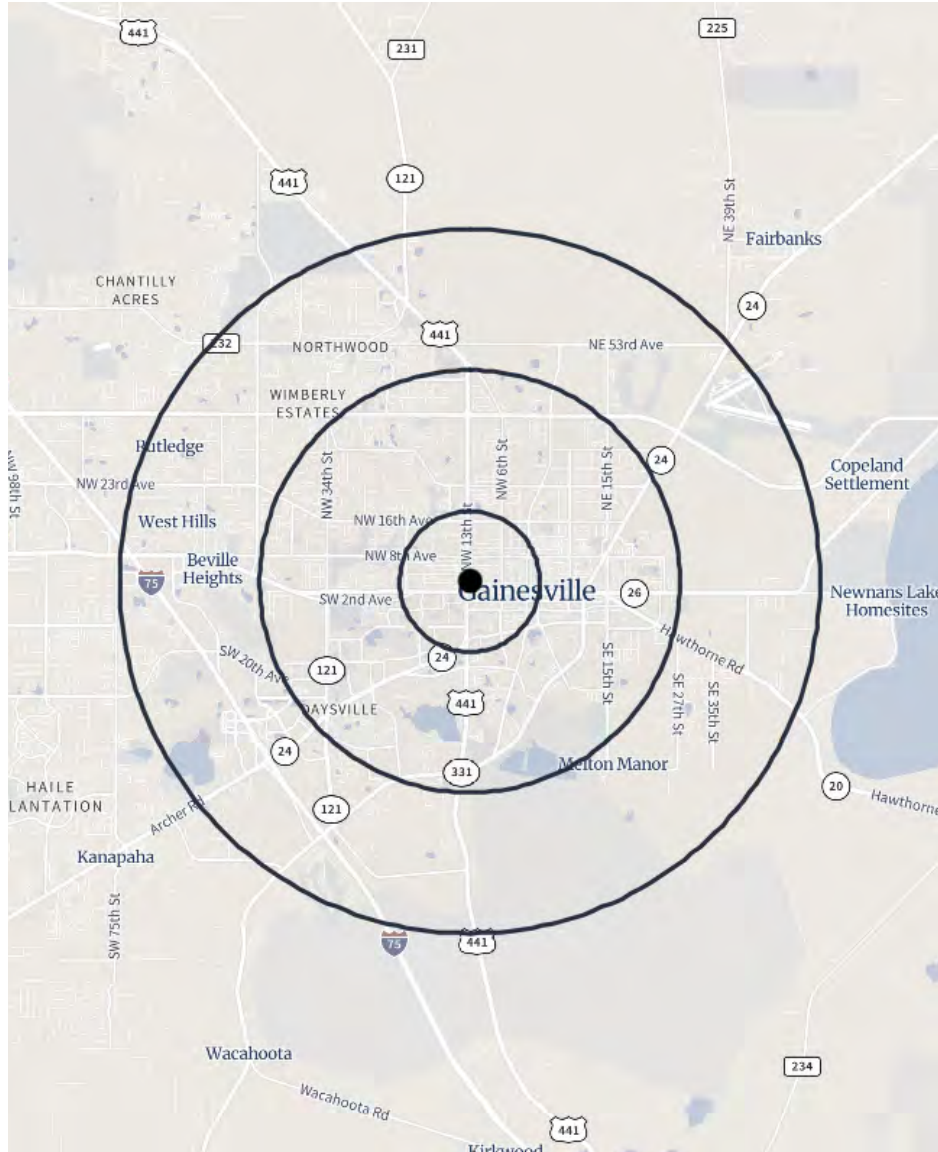 441
231
225
441
121
NE 39th St
Fairbanks
CHANTILLY
ACRES
24
232
NORTHWOOD
441
NE 53rd Ave
WIMBERLY
ESTATES
Rutledge
NW 98th St
NW 23rd Ave
NW 34th St
NW 6th St
NE 15th St
24
Copeland
Settlement
West Hills
NW 16th Ave
NW 13th St
Beville
Heights
NW 8th Ave
75
SW 2nd Ave
Gainesville
26
Newnans Lake
Homesites
Hawthorne Rd
SW 20th Ave
121
24
SE 15th St
SE 27th St
SE 35th St
441
DAYSVILLE
24
331
Melton Manor
HAILE
LANTATION
121
20
Hawthorne
Archer Rd
Kanapaha
SW 75th St
75
441
Wacahoota
234
Wacahoota Rd
441
Kirkwood